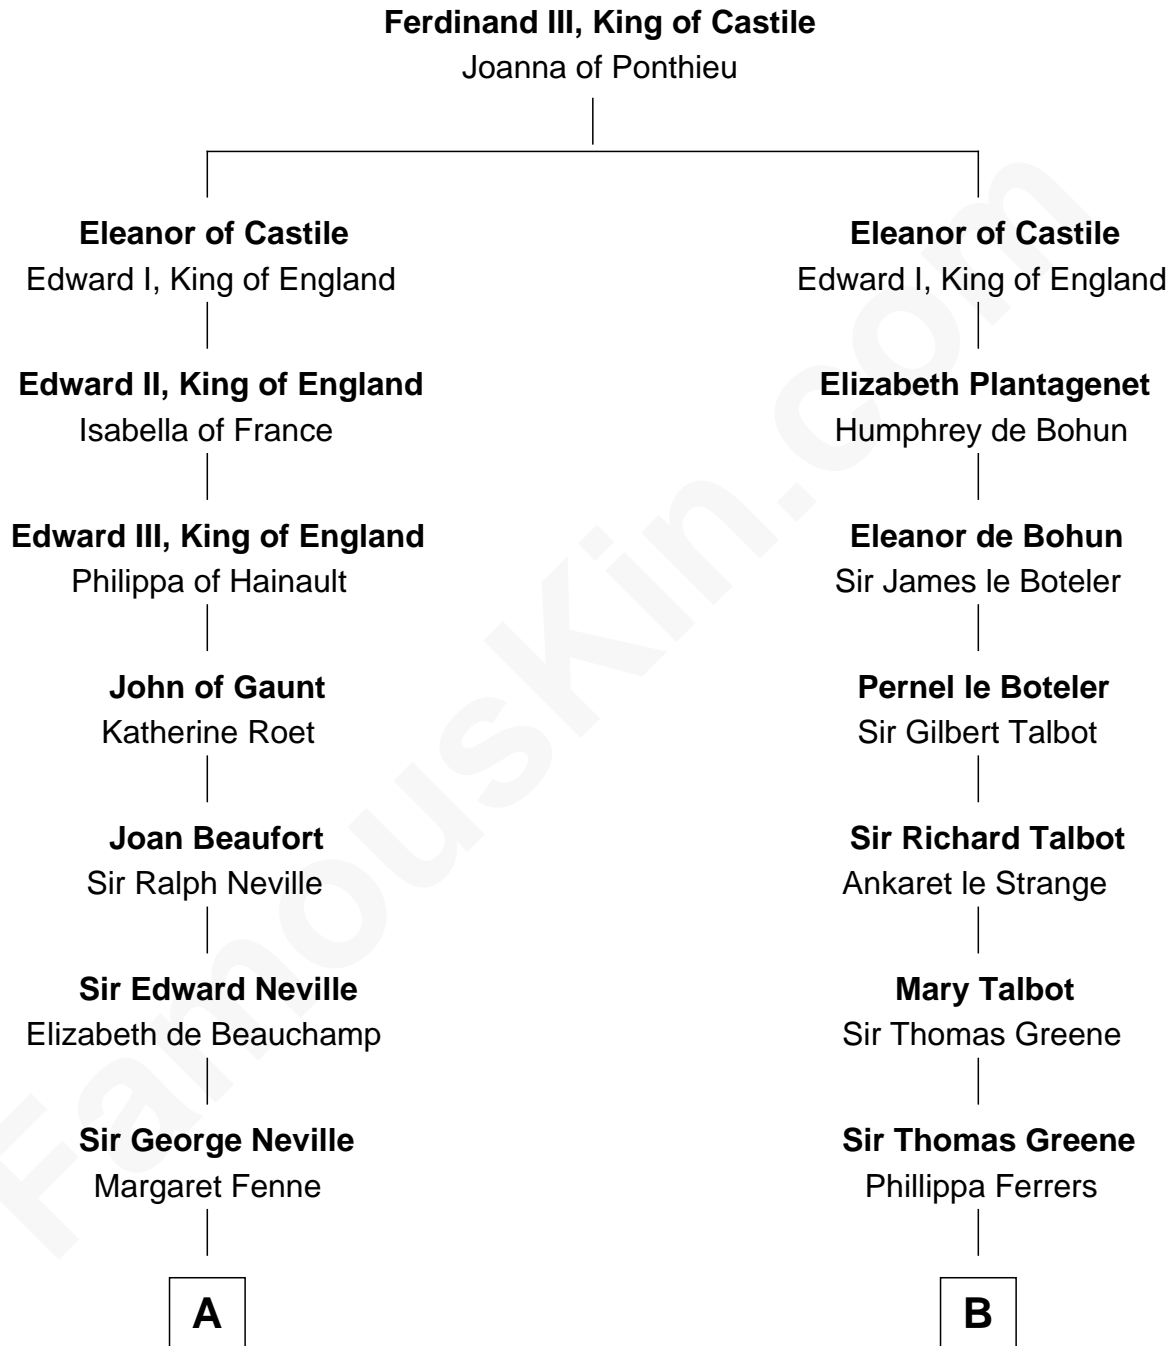 Ferdinand III, King of Castile
Joanna of Ponthieu
Eleanor of Castile
Edward I, King of England
Edward II, King of England
Isabella of France
Edward III, King of England
Philippa of Hainault
John of Gaunt
Katherine Roet
Joan Beaufort
Sir Ralph Neville
Sir Edward Neville
Elizabeth de Beauchamp
Sir George Neville
Margaret Fenne
A
Eleanor of Castile
Edward I, King of England
Elizabeth Plantagenet
Humphrey de Bohun
Eleanor de Bohun
Sir James le Boteler
Pernel le Boteler
Sir Gilbert Talbot
Sir Richard Talbot
Ankaret le Strange
Mary Talbot
Sir Thomas Greene
Sir Thomas Greene
Phillippa Ferrers
B
FamousKin.com